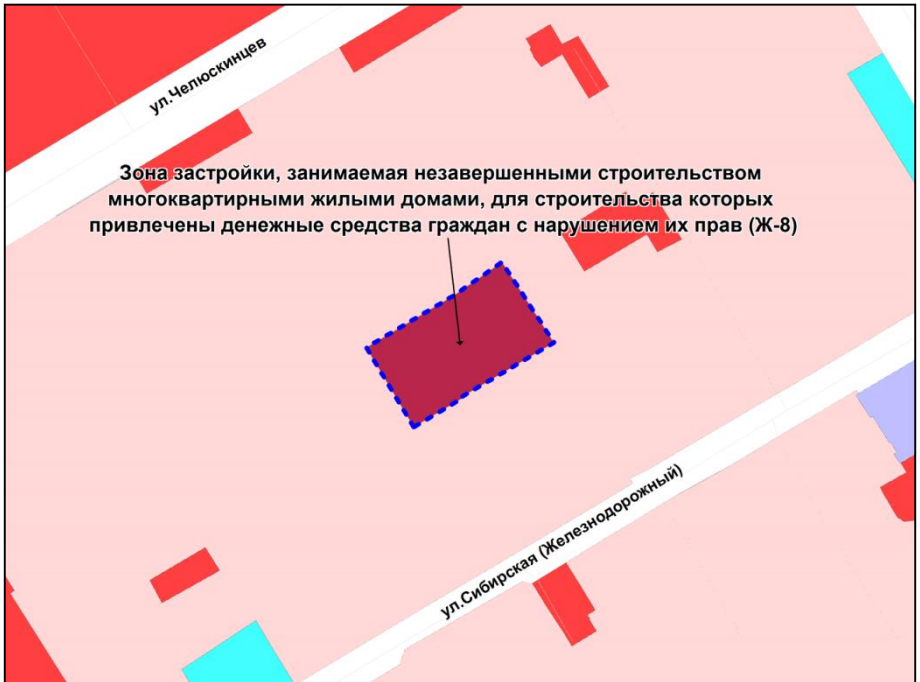 ул.Челюскинцев
Зона застройки, занимаемая незавершенными строительством
многоквартирными жилыми домами, для строительства которых
привлечены денежные средства граждан с нарушением их прав (Ж-8)
ул.Сибирская (Железнодорожный)